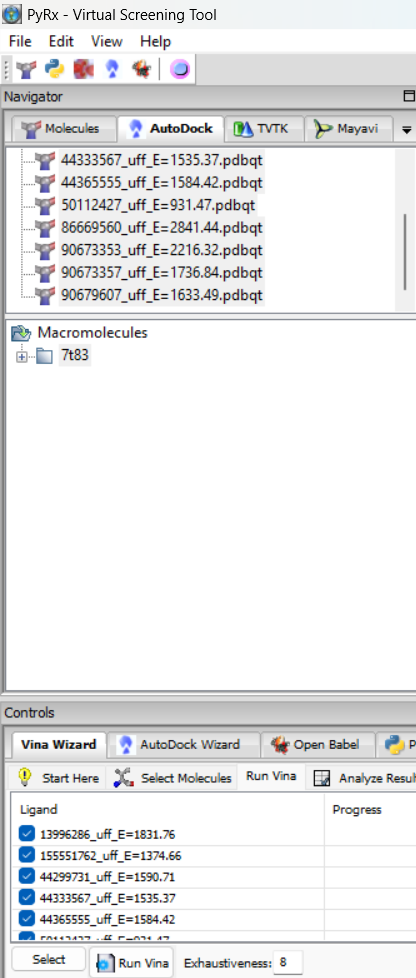 PyRx - Virtual Screening Tool
File Edit View Help
Navigator
Molecules AutoDock TVTK Mayavi
44333567_uff_E=1535.37.pdbqt
44365555_uff_E=1584.42.pdbqt
50112427_uff_E=931.47.pdbqt
86669560_uff_E=2841.44.pdbqt
90673353_uff_E=2216.32.pdbqt
90673357_uff_E=1736.84.pdbqt
90679607_uff_E=1633.49.pdbqt
Macromolecules
7t83
Controls
Vina Wizard AutoDock Wizard Open Babel P
Start Here Select Molecules Run Vina Analyze Resul
Ligand Progress
13996286_uff_E=1831.76
155551762_uff_E=1374.66
44299731_uff_E=1590.71
44333567_uff_E=1535.37
44365555_uff_E=1584.42
50112427_uff_E=931.47
Select Run Vina Exhaustiveness: 8